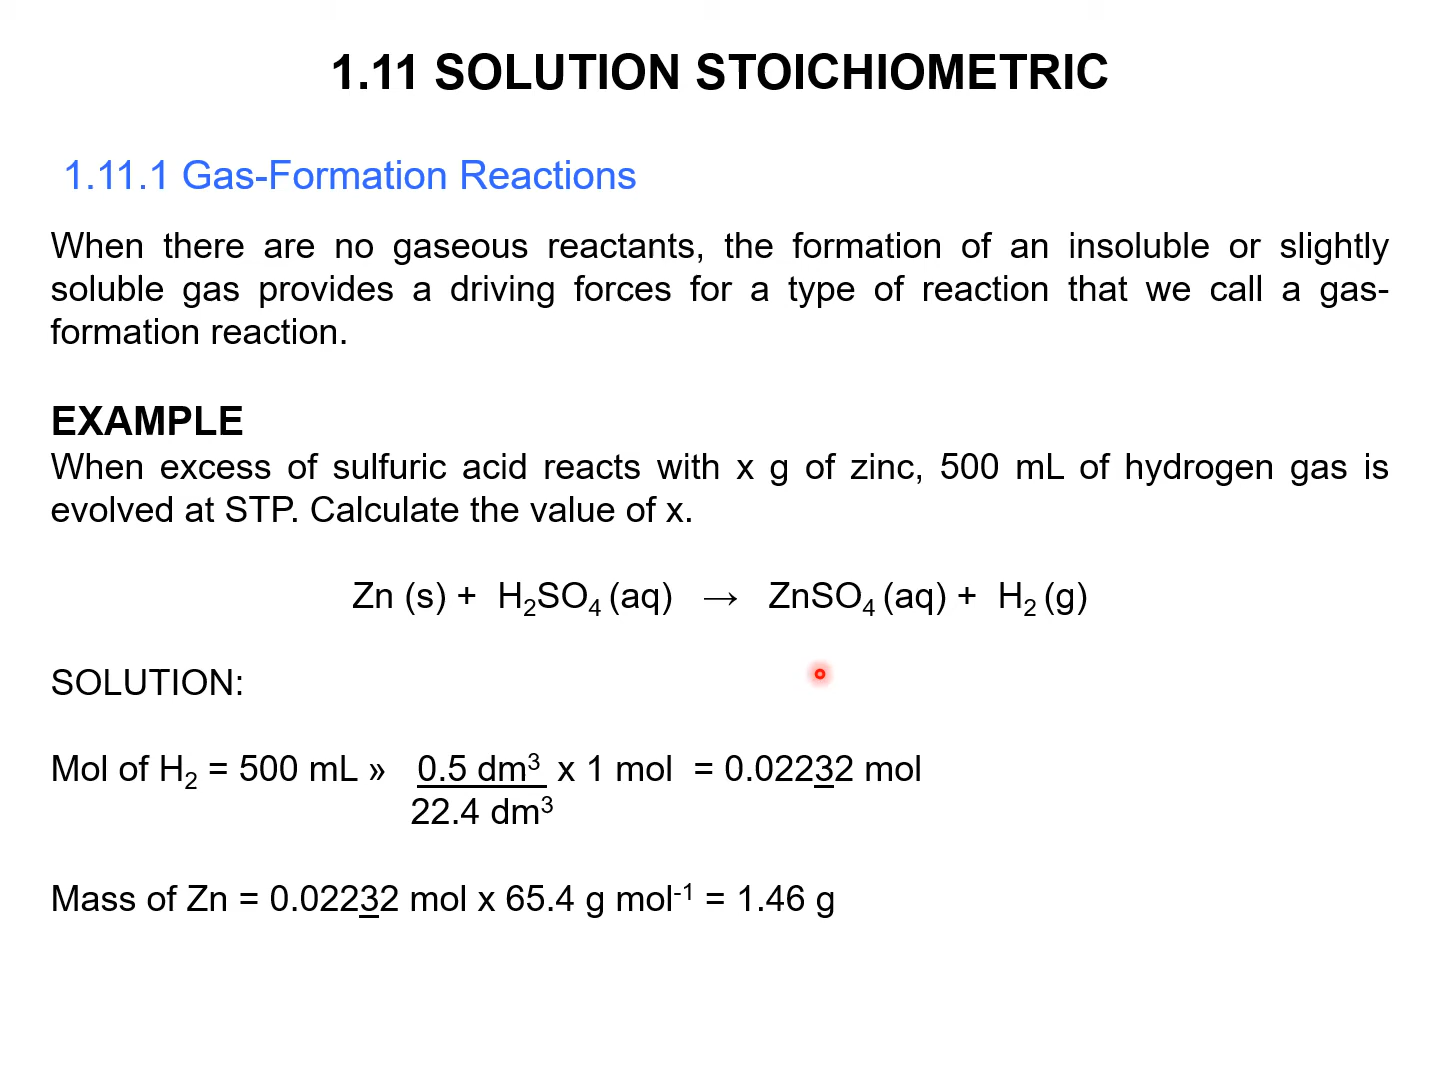 1.11 SOLUTION STOICHIOMETRIC
1.11.1 Gas-Formation Reactions
When there are no gaseous reactants, the formation of an insoluble or slightly
soluble gas provides a driving forces for a type of reaction that we call a gas-
formation reaction.
EXAMPLE
When excess of sulfuric acid reacts with x g of zinc, 500 mL of hydrogen gas is
evolved at STP. Calculate the value of x.
Zn (s) + H₂SO₄ (aq) → ZnSO₄ (aq) + H₂ (g)
SOLUTION:
Mol of H₂ = 500 mL » 0.5 dm³ x 1 mol = 0.02232 mol
22.4 dm³
Mass of Zn = 0.02232 mol x 65.4 g mol⁻¹ = 1.46 g